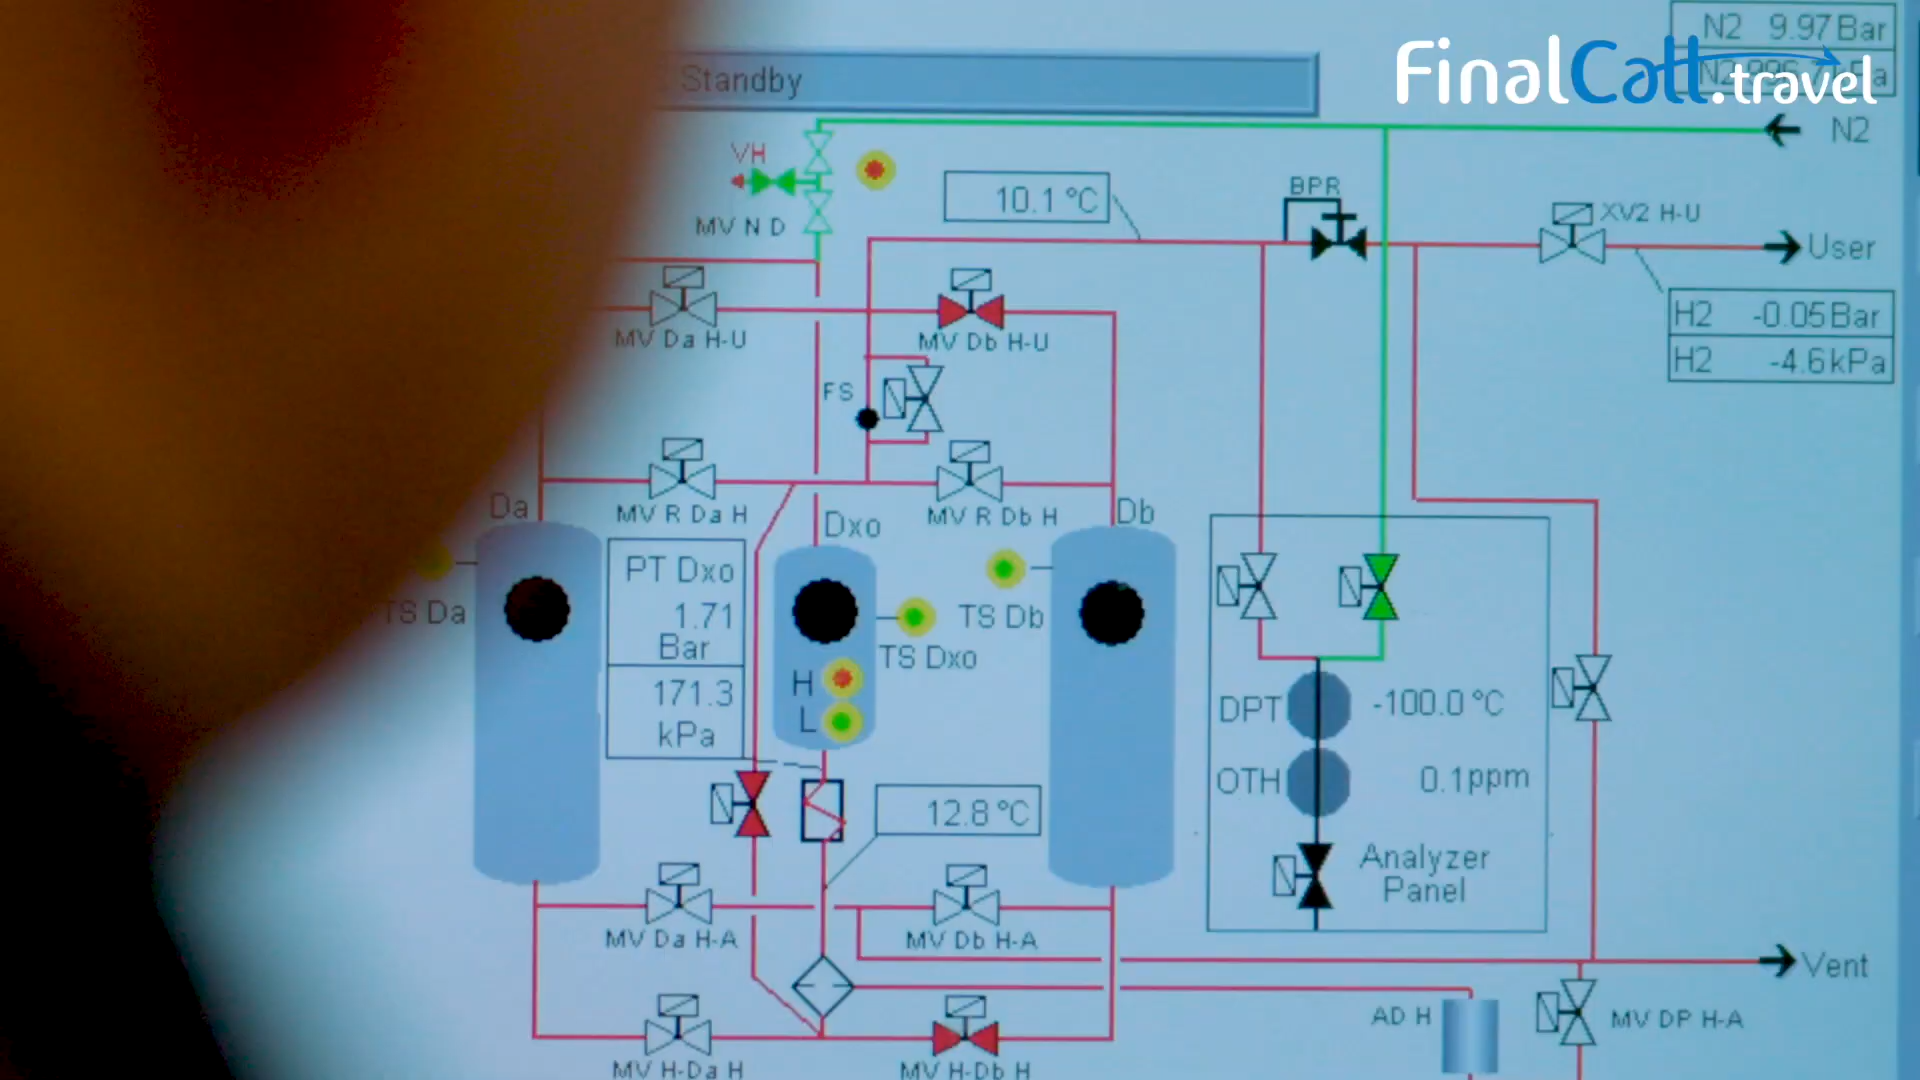 N2 9.97 Bar
FinalCall.travel
Standby
N2
VH
10.1 °C
BPR
XV2 H-U
MV N D
User
H2 -0.05 Bar
MV Da H-U
MV Db H-U
H2 -4.6 kPa
FS
Da
MV R Da H
MV R Db H
Db
Dxo
PT Dxo
1.71
Bar
TS Da
TS Db
TS Dxo
171.3
kPa
H
L
DPT -100.0 °C
OTH 0.1ppm
12.8 °C
Analyzer
Panel
MV Da H-A
MV Db H-A
Vent
AD H
MV DP H-A
MV H-Da H
MV H-Db H